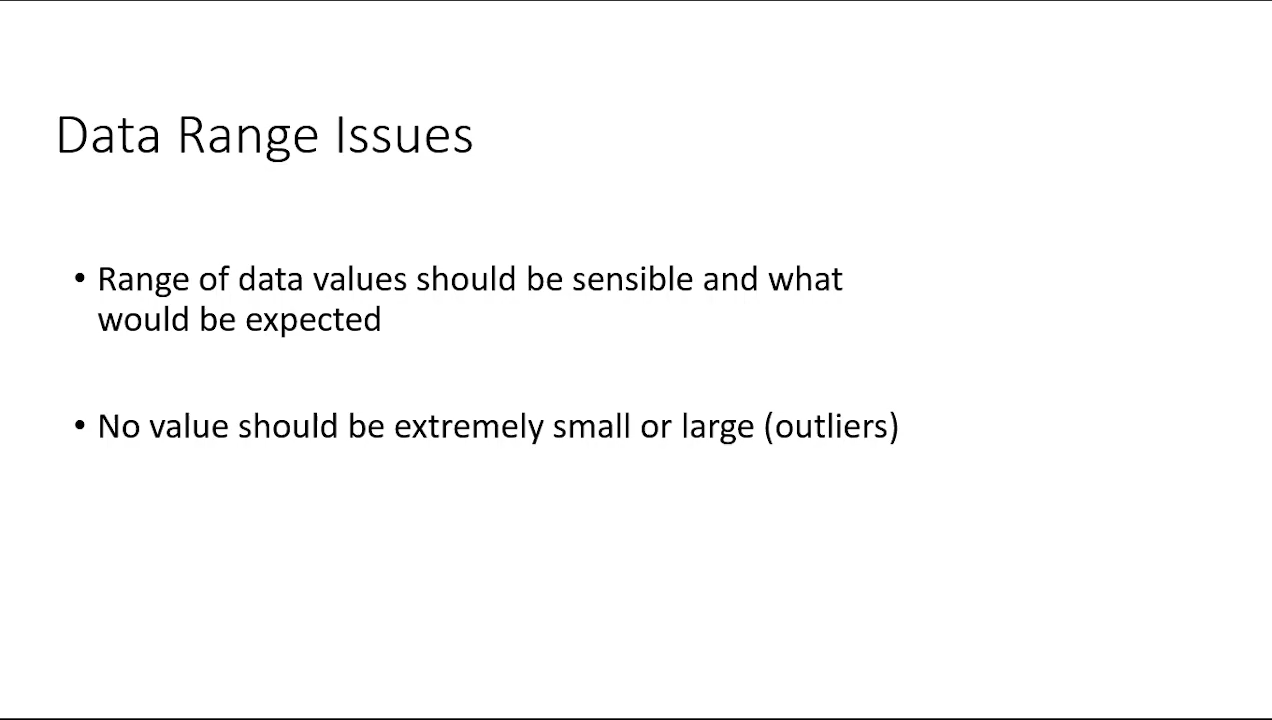 Data Range Issues
• Range of data values should be sensible and what
would be expected
• No value should be extremely small or large (outliers)